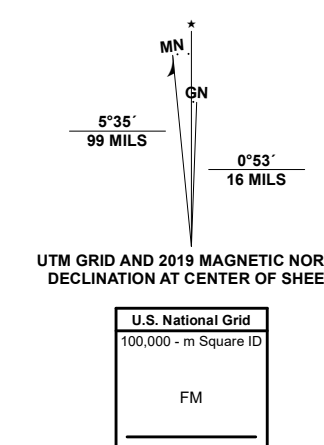 ★
MN
GN
5°35´
99 MILS
0°53´
16 MILS
UTM GRID AND 2019 MAGNETIC NOR
DECLINATION AT CENTER OF SHEE
U.S. National Grid
100,000 - m Square ID
FM